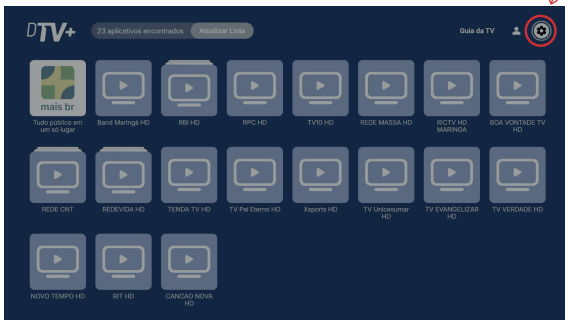 DTV+
23 aplicativos encontrados
Atualizar Lista
Guia da TV
mais br
Tudo público em
um só lugar
Band Maringá HD
RBI HD
RPC HD
TV10 HD
REDE MASSA HD
RICTV HD
MARINGA
BOA VONTADE TV
HD
REDE CNT
REDEVIDA HD
TENDA TV HD
TV Pai Eterno HD
Xsports HD
TV Unicesumar
HD
TV EVANGELIZAR
HD
TV VERDADE HD
NOVO TEMPO HD
RIT HD
CANCAO NOVA
HD